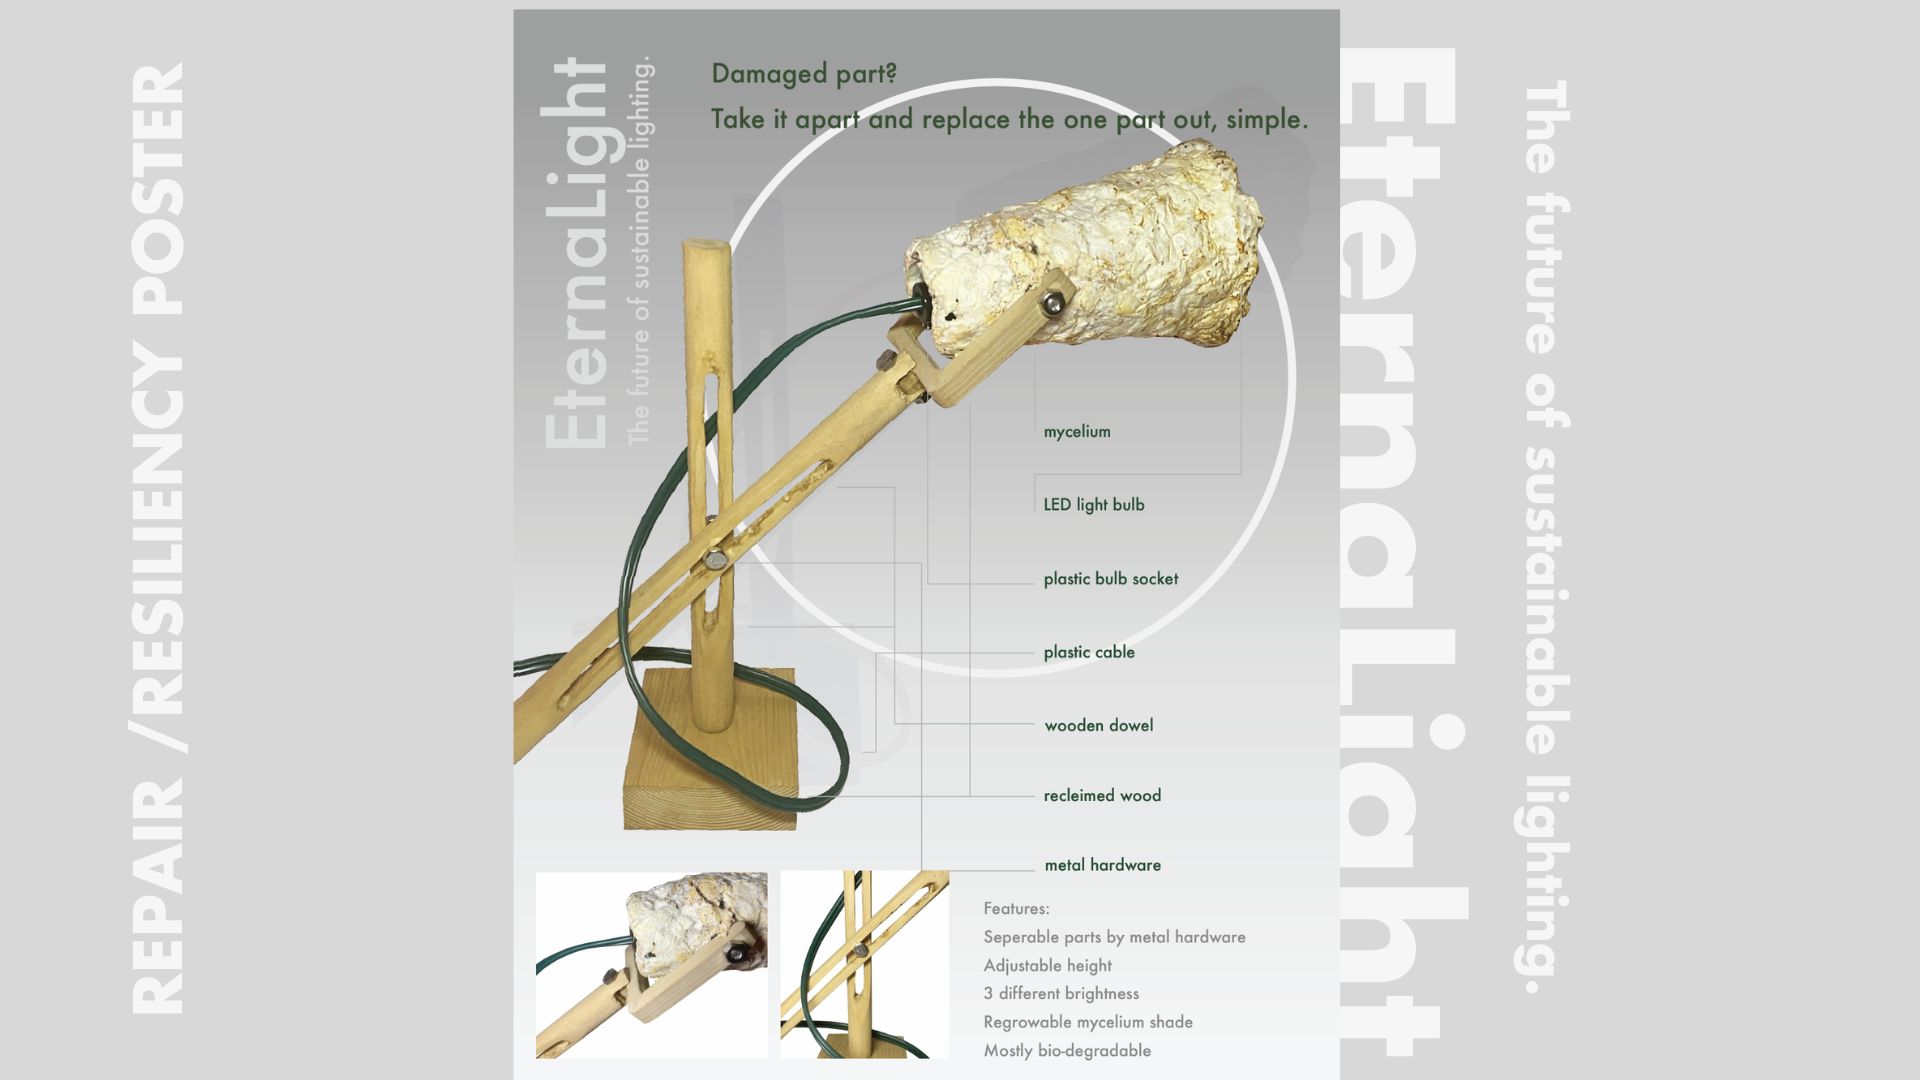 REPAIR /RESILIENCY POSTER
EternaLight
The future of sustainable lighting.
Damaged part?
Take it apart and replace the one part out, simple.
mycelium
LED light bulb
plastic bulb socket
plastic cable
wooden dowel
recleimed wood
metal hardware
Features:
Seperable parts by metal hardware
Adjustable height
3 different brightness
Regrowable mycelium shade
Mostly bio-degradable
EternaLight
The future of sustainable lighting.